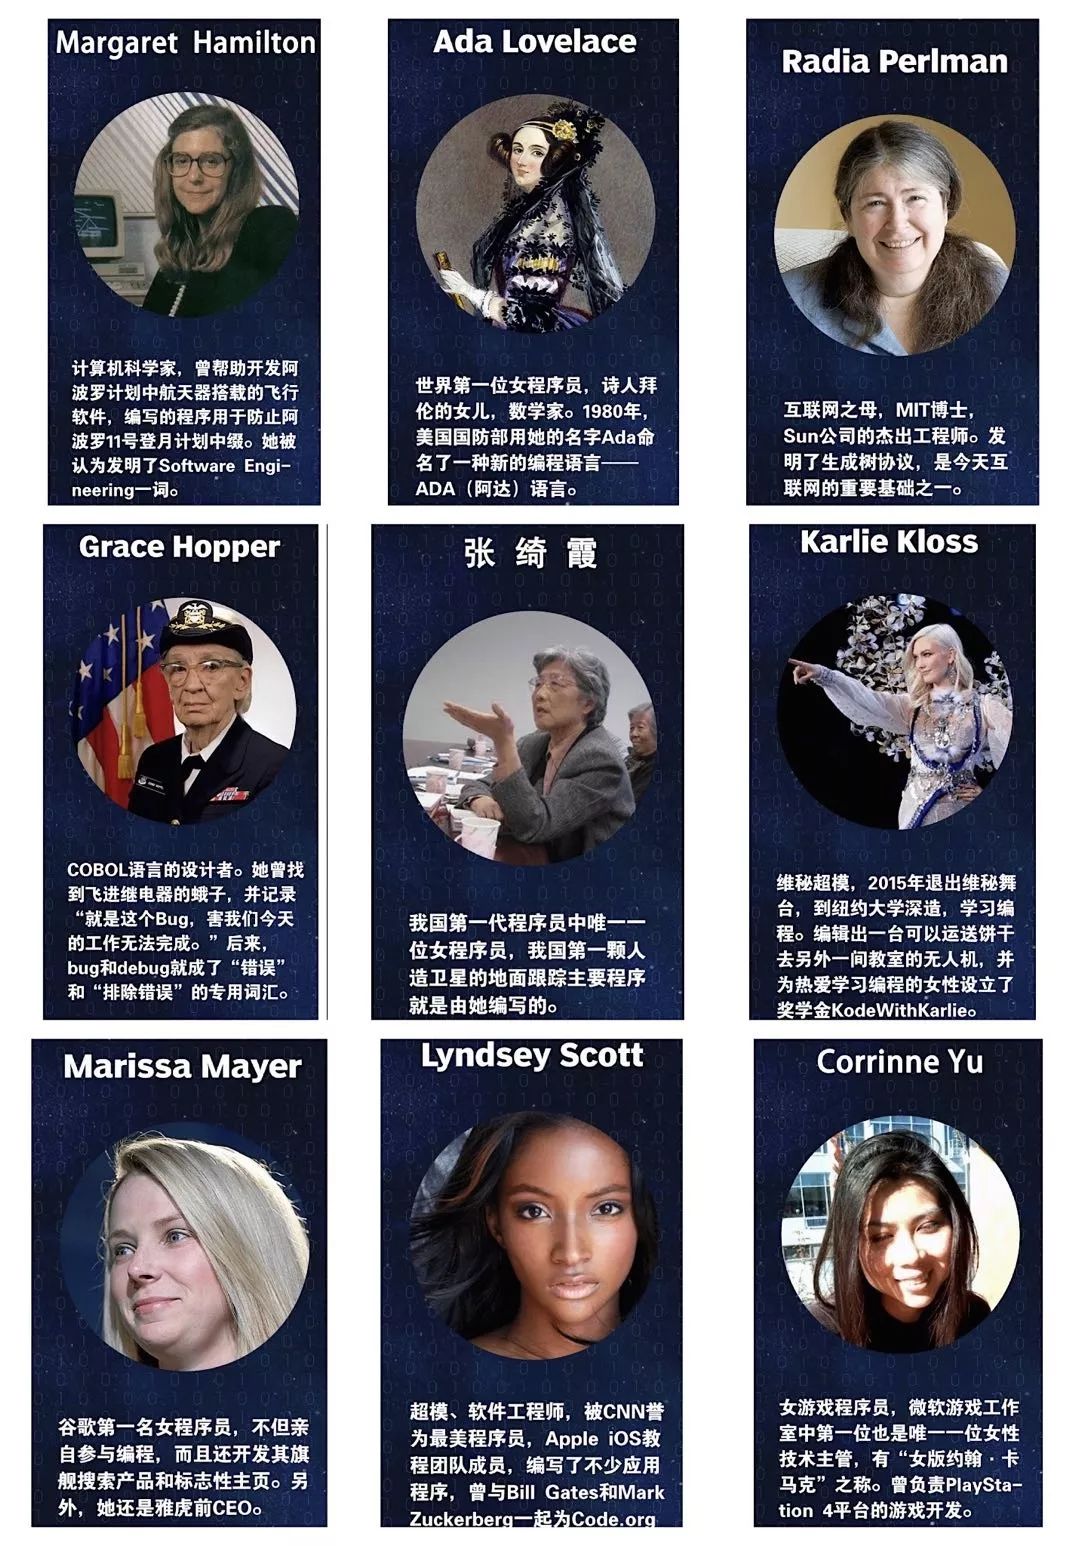 Margaret Hamilton
计算机科学家，曾帮助开发阿
波罗计划中航天器搭载的飞行
软件，编写的程序用于防止阿
波罗11号登月计划中缀。她被
认为发明了Software Engi-
neering一词。
Ada Lovelace
世界第一位女程序员，诗人拜
伦的女儿，数学家。1980年，
美国国防部用她的名字Ada命
名了一种新的编程语言——
ADA（阿达）语言。
Radia Perlman
互联网之母，MIT博士，
Sun公司的杰出工程师。发
明了生成树协议，是今天互
联网的重要基础之一。
Grace Hopper
COBOL语言的设计者。她曾找
到飞进继电器的蛾子，并记录
“就是这个Bug，害我们今天
的工作无法完成。”后来，
bug和debug就成了“错误”
和“排除错误”的专用词汇。
张绮霞
我国第一代程序员中唯一一
位女程序员，我国第一颗人
造卫星的地面跟踪主要程序
就是由她编写的。
Karlie Kloss
维秘超模，2015年退出维秘舞
台，到纽约大学深造，学习编
程。编辑出一台可以运送饼干
去另外一间教室的无人机，并
为热爱学习编程的女性设立了
奖学金KodeWithKarlie。
Marissa Mayer
谷歌第一名女程序员，不但亲
自参与编程，而且还开发其旗
舰搜索产品和标志性主页。另
外，她还是雅虎前CEO。
Lyndsey Scott
超模、软件工程师，被CNN誉
为最美程序员，Apple iOS教
程团队成员，编写了不少应用
程序，曾与Bill Gates和Mark
Zuckerberg一起为Code.org
Corrinne Yu
女游戏程序员，微软游戏工作
室中第一位也是唯一一位女性
技术主管，有“女版约翰·卡
马克”之称。曾负责PlaySta-
tion 4平台的游戏开发。